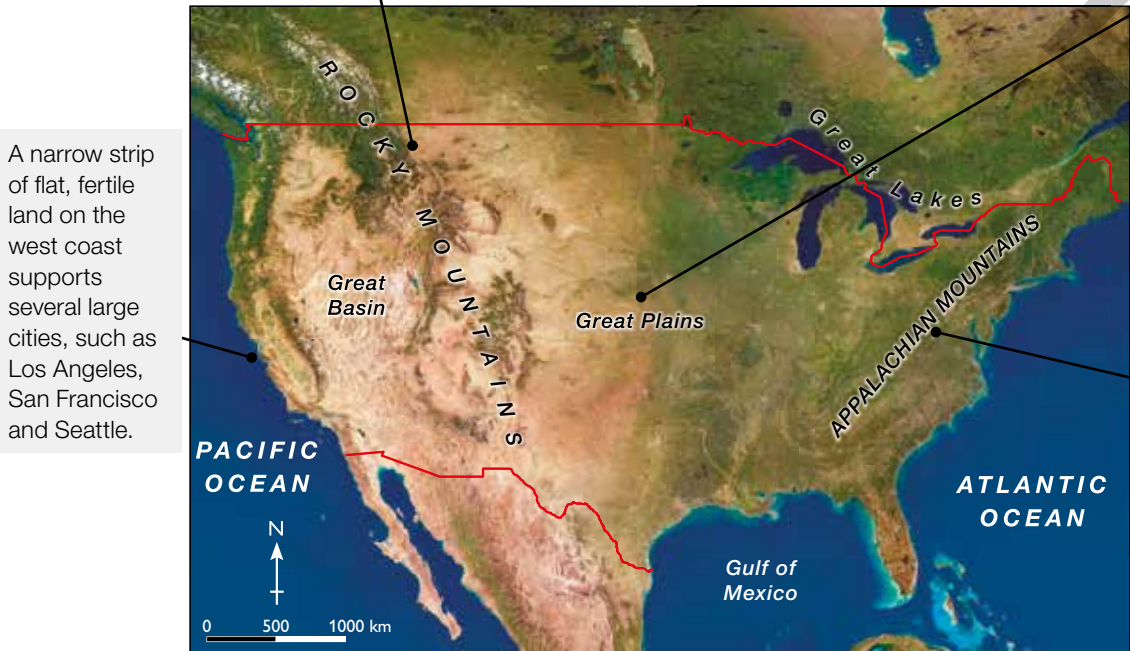 A narrow strip
of flat, fertile
land on the
west coast
supports
several large
cities, such as
Los Angeles,
San Francisco
and Seattle.
ROCKY MOUNTAINS
Great Lakes
Great
Basin
Great Plains
APPALACHIAN MOUNTAINS
PACIFIC
OCEAN
ATLANTIC
OCEAN
Gulf of
Mexico
N
0 500 1000 km